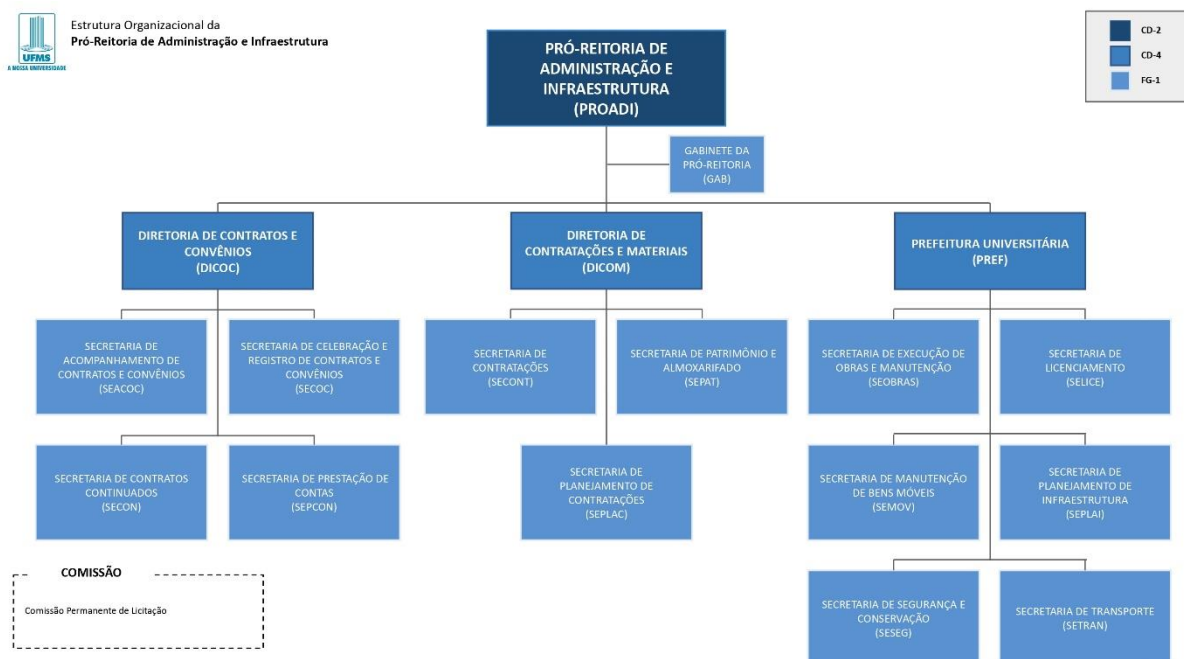 UFMS
A NOSSA UNIVERSIDADE
Estrutura Organizacional da
Pró-Reitoria de Administração e Infraestrutura
CD-2
CD-4
FG-1
PRÓ-REITORIA DE
ADMINISTRAÇÃO E
INFRAESTRUTURA
(PROADI)
GABINETE DA
PRÓ-REITORIA
(GAB)
DIRETORIA DE CONTRATOS E
CONVÊNIOS
(DICOC)
DIRETORIA DE
CONTRATAÇÕES E MATERIAIS
(DICOM)
PREFEITURA UNIVERSITÁRIA
(PREF)
SECRETARIA DE
ACOMPANHAMENTO DE
CONTRATOS E CONVÊNIOS
(SEACOC)
SECRETARIA DE CELEBRAÇÃO E
REGISTRO DE CONTRATOS E
CONVÊNIOS
(SECOC)
SECRETARIA DE
CONTRATAÇÕES
(SECONT)
SECRETARIA DE PATRIMÔNIO E
ALMOXARIFADO
(SEPAT)
SECRETARIA DE EXECUÇÃO DE
OBRAS E MANUTENÇÃO
(SEOBRAS)
SECRETARIA DE
LICENCIAMENTO
(SELICE)
SECRETARIA DE CONTRATOS
CONTINUADOS
(SECON)
SECRETARIA DE PRESTAÇÃO DE
CONTAS
(SEPCON)
SECRETARIA DE
PLANEJAMENTO DE
CONTRATAÇÕES
(SEPLAC)
SECRETARIA DE MANUTENÇÃO
DE BENS MÓVEIS
(SEMOV)
SECRETARIA DE
PLANEJAMENTO DE
INFRAESTRUTURA
(SEPLAI)
COMISSÃO
Comissão Permanente de Licitação
SECRETARIA DE SEGURANÇA E
CONSERVAÇÃO
(SESEG)
SECRETARIA DE TRANSPORTE
(SETRAN)